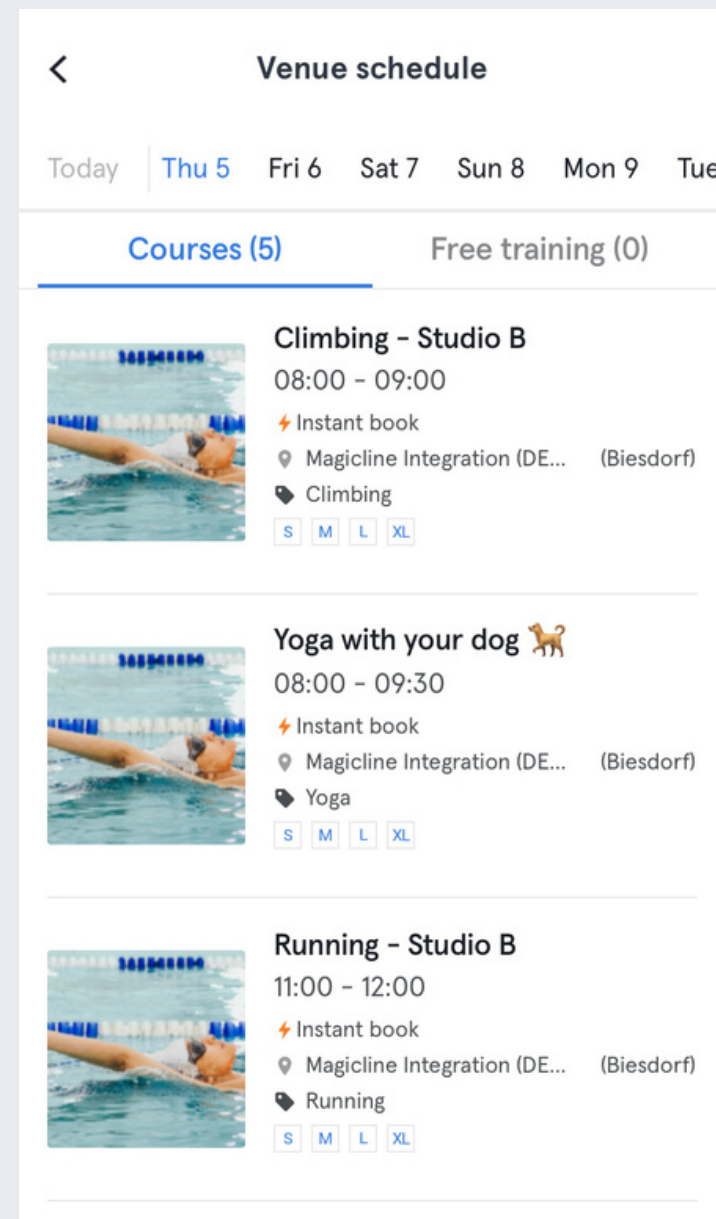 Venue schedule
Today Thu 5 Fri 6 Sat 7 Sun 8 Mon 9 Tue
Courses (5) Free training (0)
Climbing - Studio B
08:00 - 09:00
Instant book
Magicline Integration (DE... (Biesdorf)
Climbing
S M L XL
Yoga with your dog 🐕
08:00 - 09:30
Instant book
Magicline Integration (DE... (Biesdorf)
Yoga
S M L XL
Running - Studio B
11:00 - 12:00
Instant book
Magicline Integration (DE... (Biesdorf)
Running
S M L XL